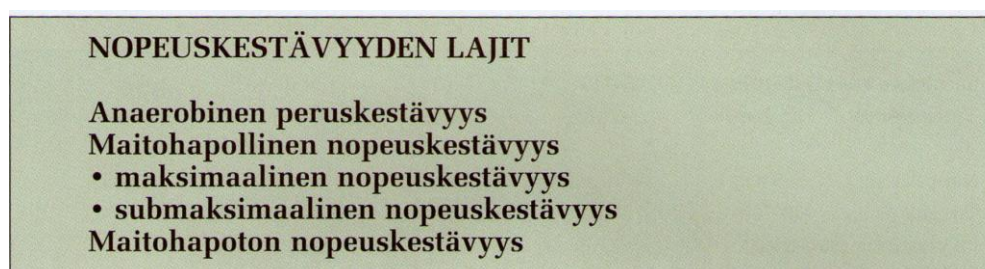 NOPEUSKESTÄVYYDEN LAJIT
Anaerobinen peruskestävyys
Maitohapollinen nopeuskestävyys
• maksimaalinen nopeuskestävyys
• submaksimaalinen nopeuskestävyys
Maitohapoton nopeuskestävyys